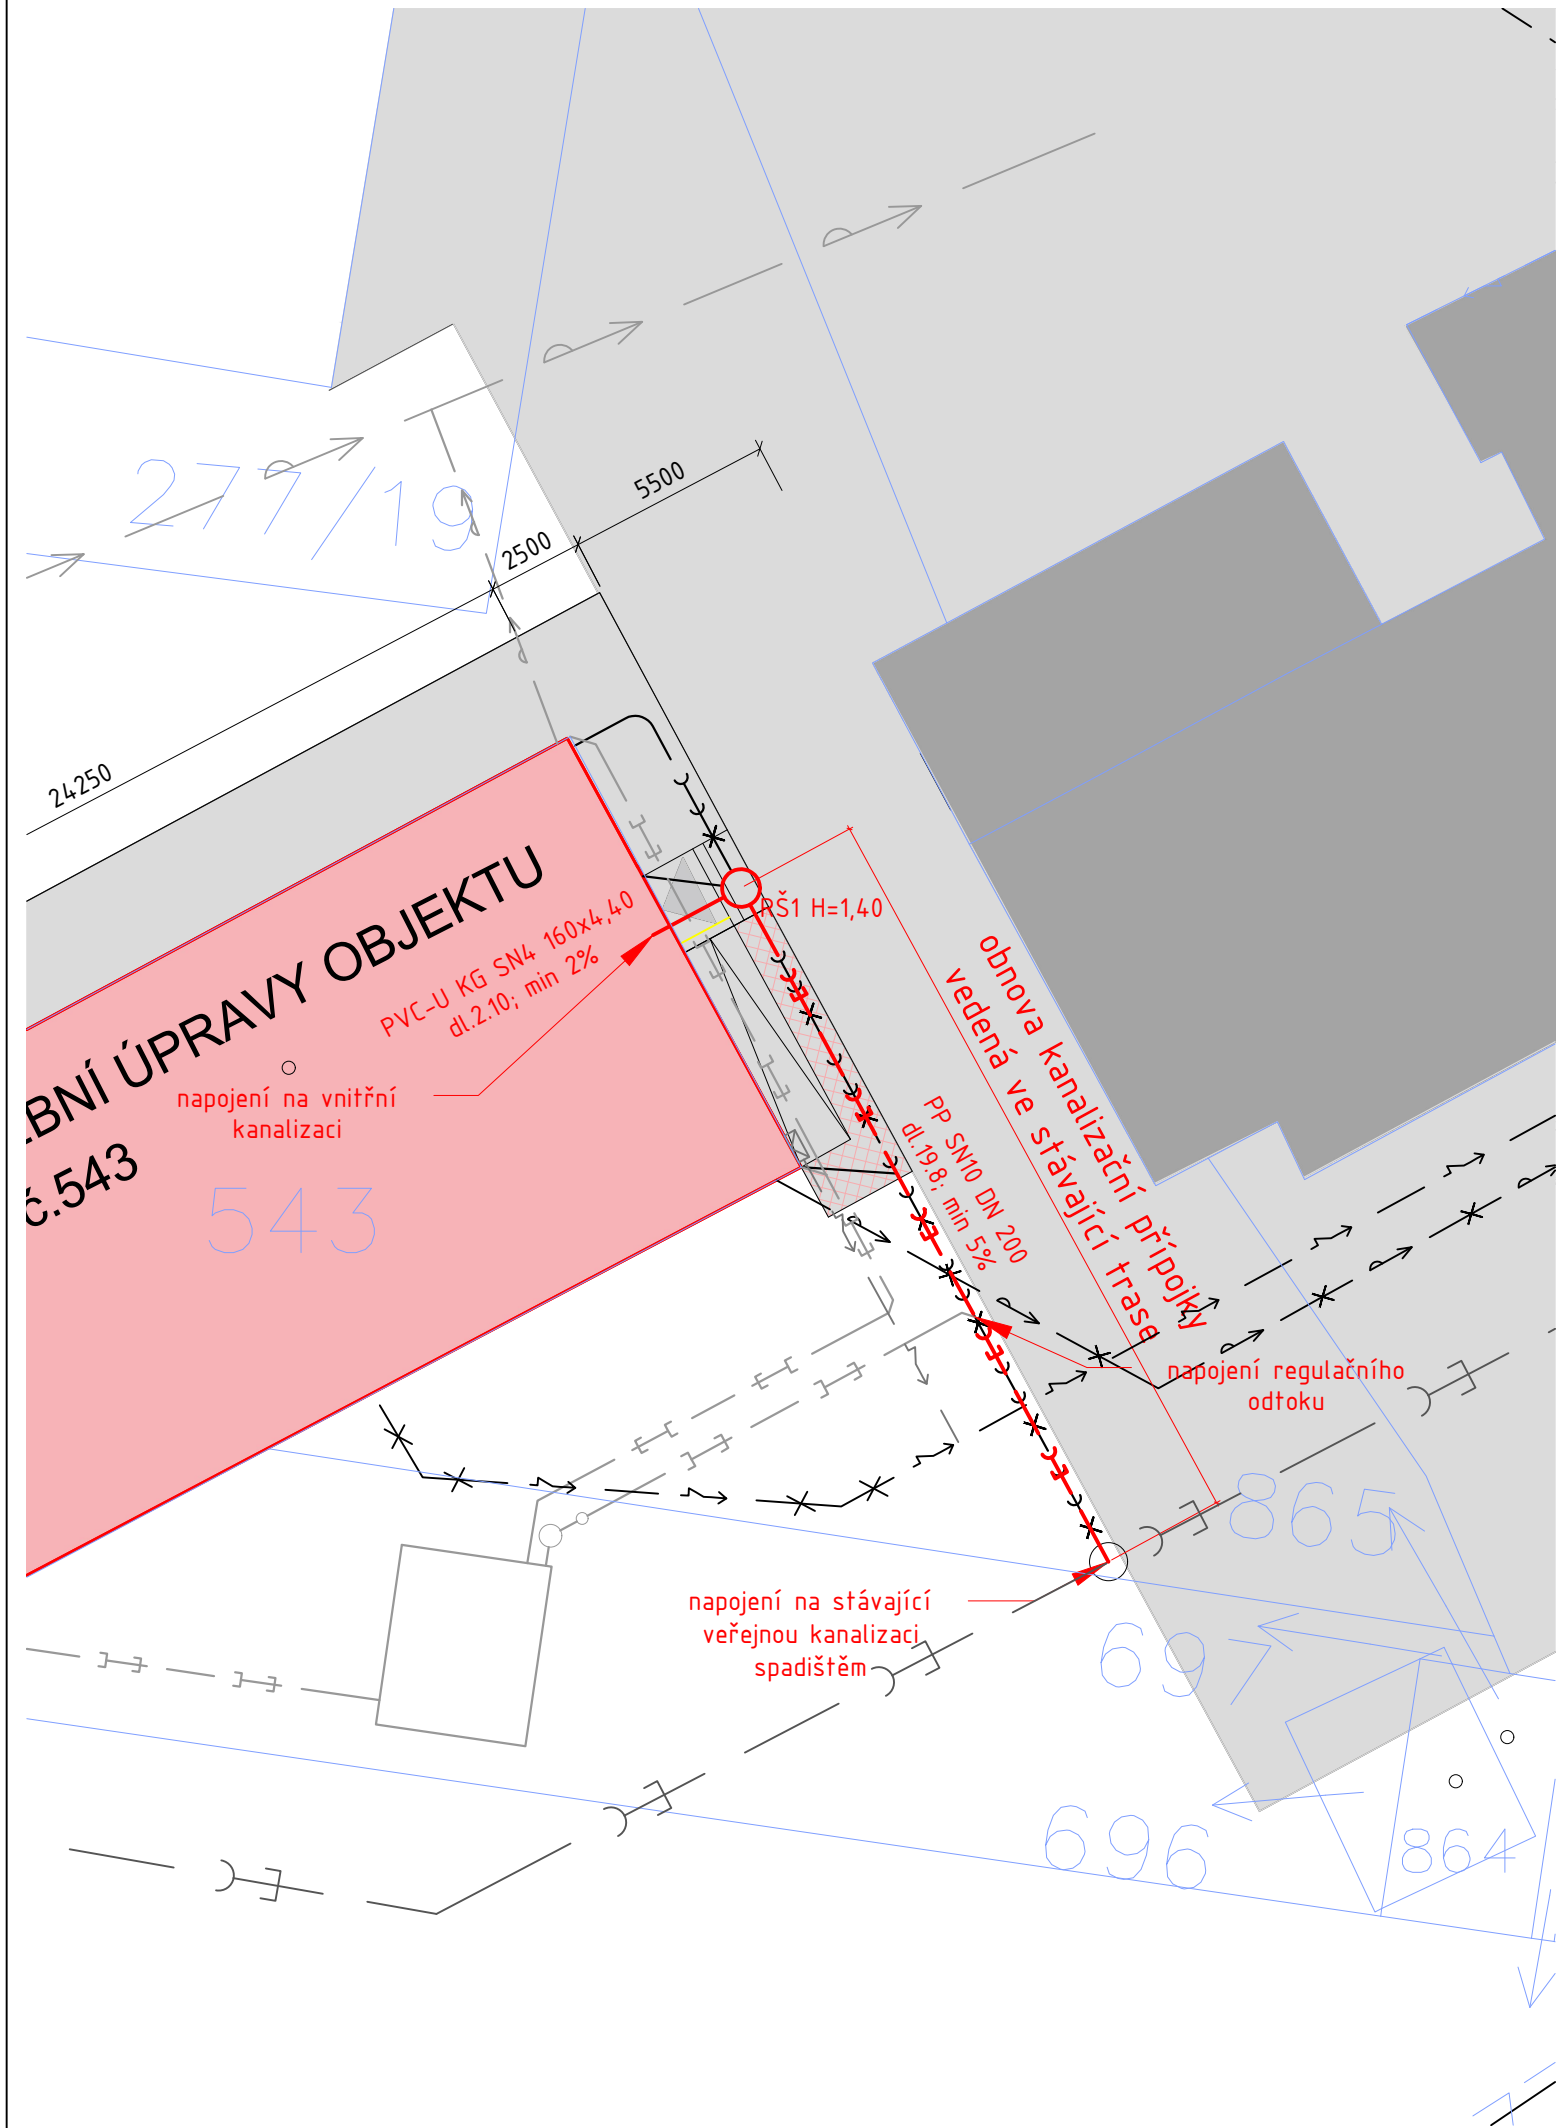 277/19
5500
2500
24250
EBNÍ ÚPRAVY OBJEKTU
č.543
PVC-U KG SN4 160x4,40
dl.2.10; min 2%
RŠ1 H=1,40
napojení na vnitřní
kanalizaci
543
obnova kanalizační přípojky
vedená ve stávající trase
PP SN10 DN 200
dl.19.8; min 5%
napojení regulačního
odtoku
865
napojení na stávající
veřejnou kanalizaci
spadištěm
697
696
864